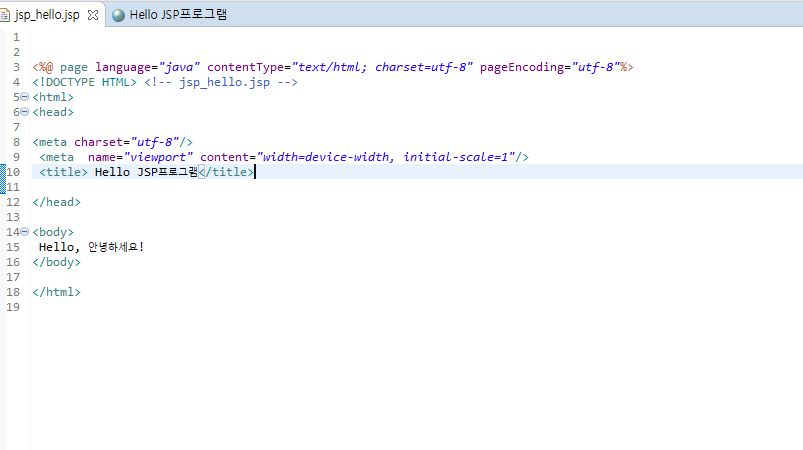 jsp_hello.jsp Hello JSP프로그램
1
2
3 <%@ page language="java" contentType="text/html; charset=utf-8" pageEncoding="utf-8"%>
4 <!DOCTYPE HTML> <!-- jsp_hello.jsp -->
5 <html>
6 <head>
7
8 <meta charset="utf-8"/>
9 <meta  name="viewport" content="width=device-width, initial-scale=1"/>
10 <title> Hello JSP프로그램</title>
11
12 </head>
13
14 <body>
15 Hello, 안녕하세요!
16 </body>
17
18 </html>
19